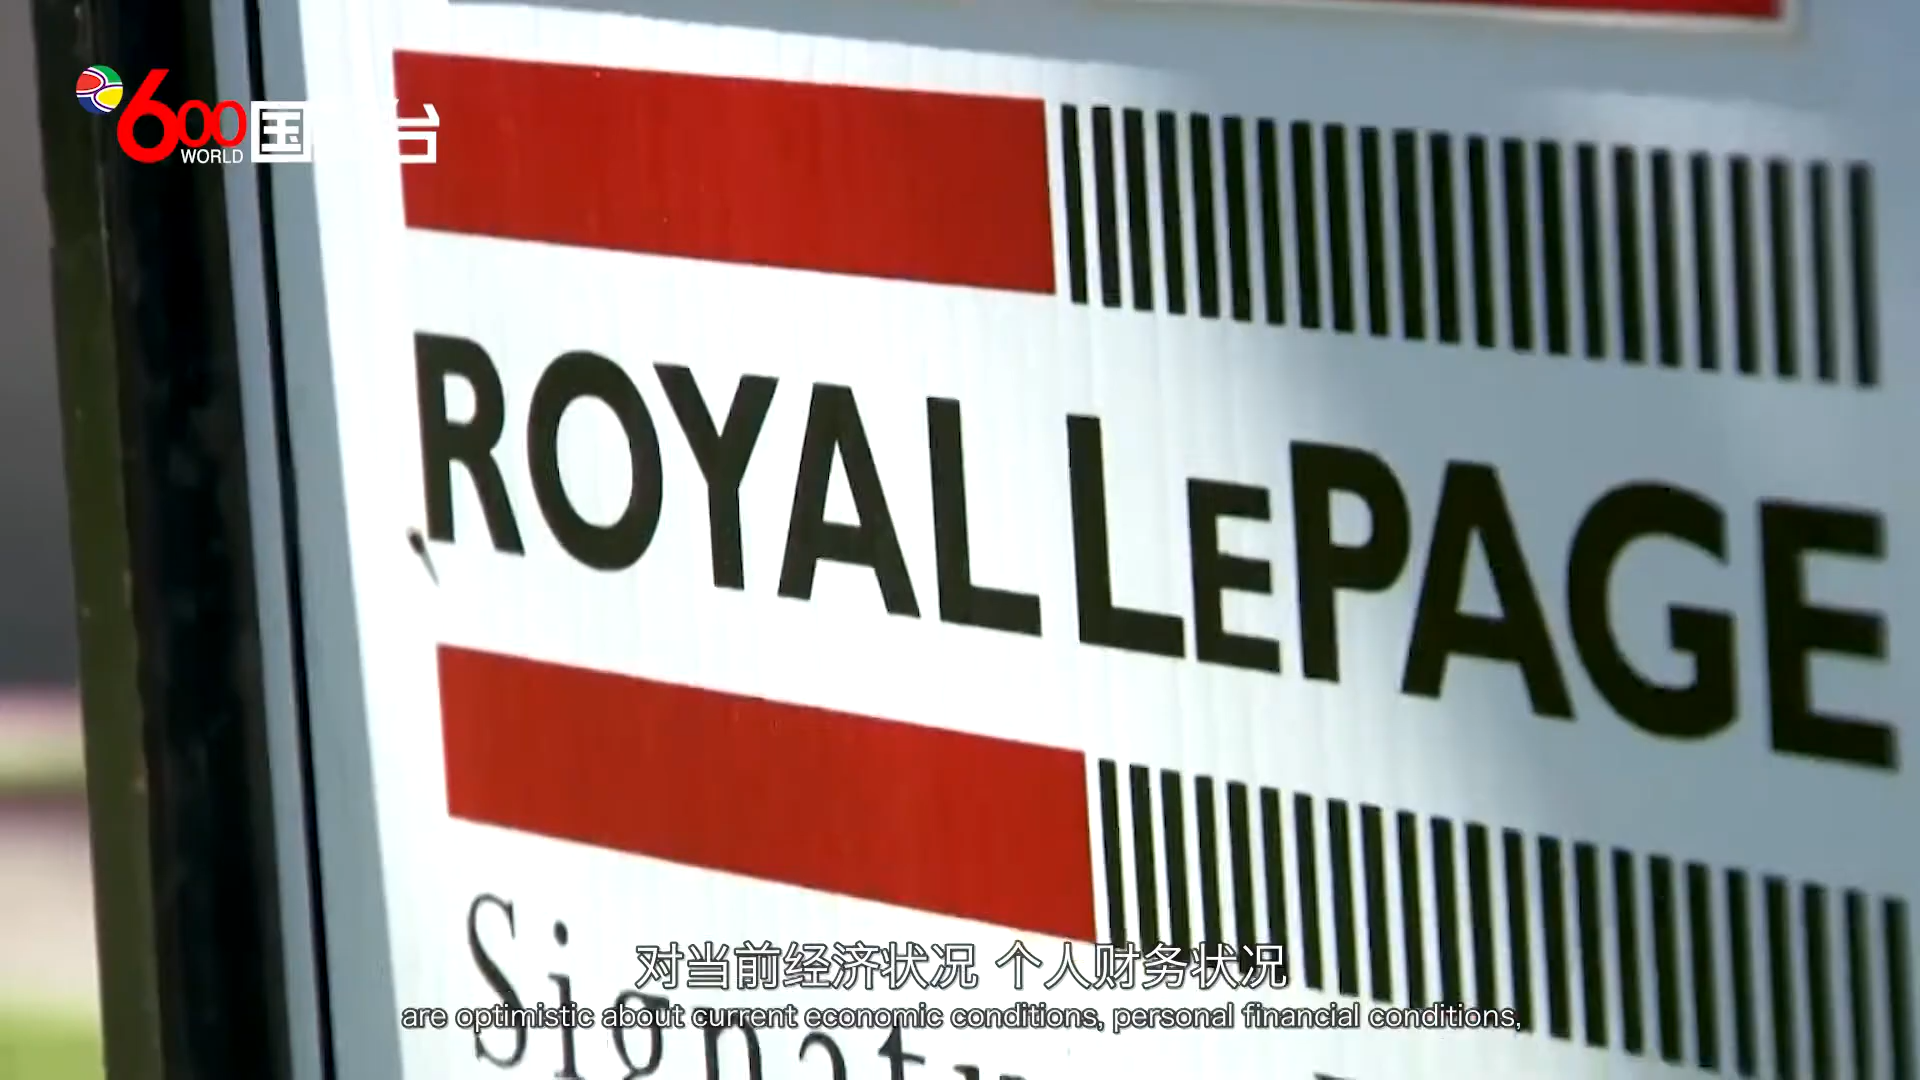 600
WORLD
国 台
ROYAL LEPAGE
对当前经济状况 个人财务状况
are optimistic about current economic conditions, personal financial conditions,